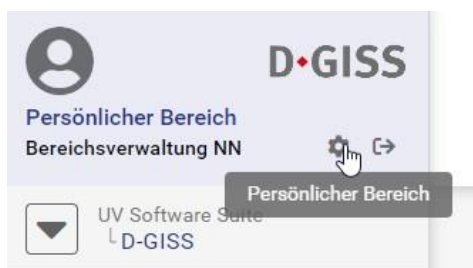 D·GISS
Persönlicher Bereich
Bereichsverwaltung NN
Persönlicher Bereich
UV Software Suite
D-GISS